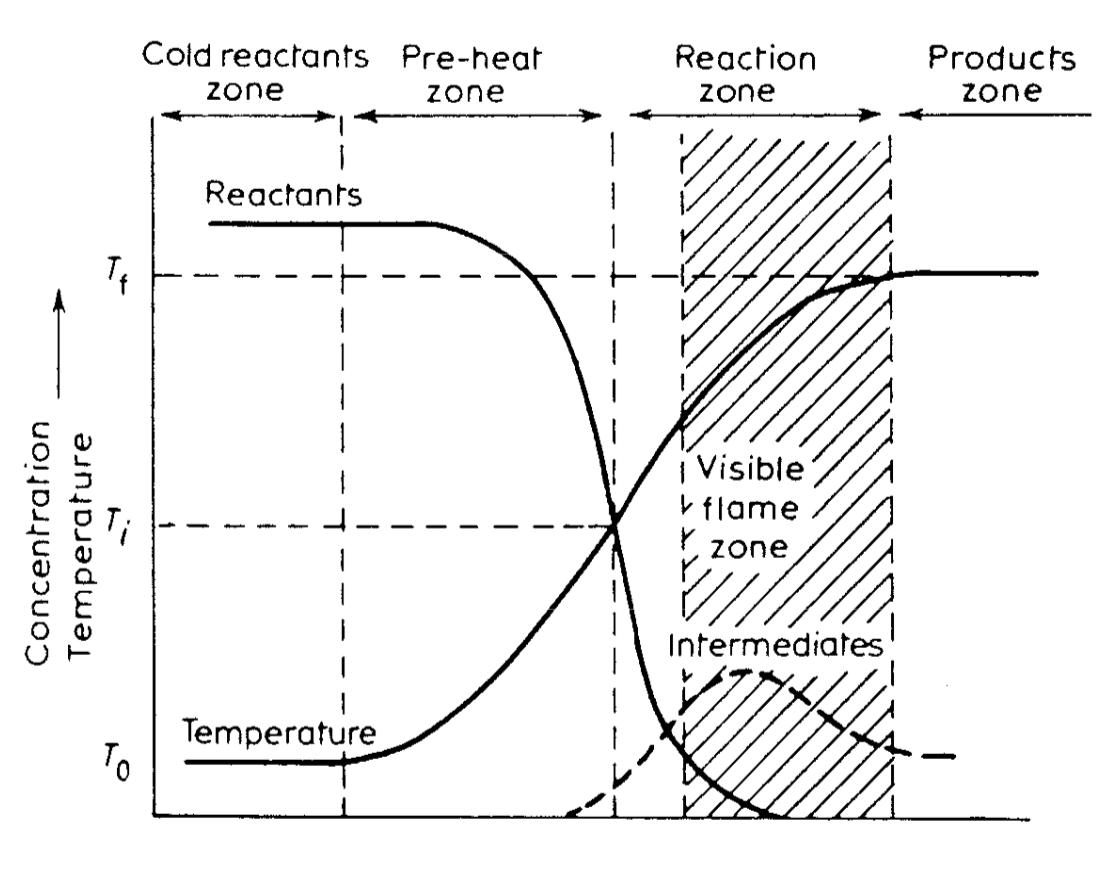 Cold reactants
zone
Pre-heat
zone
Reaction
zone
Products
zone
Reactants
T_f
Concentration
Temperature
T_i
Visible
flame
zone
Intermediates
Temperature
T_0